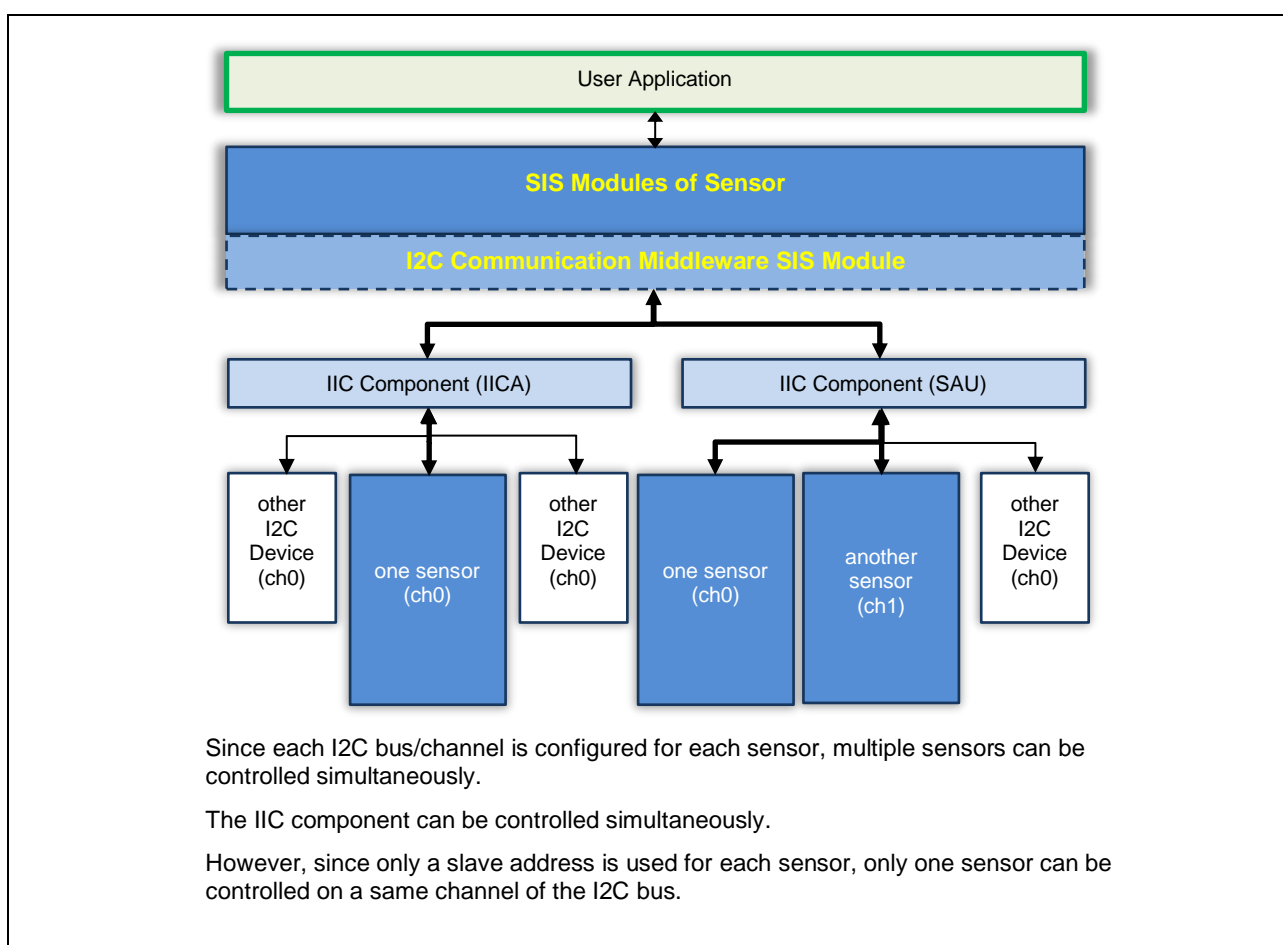 User Application
SIS Modules of Sensor
I2C Communication Middleware SIS Module
IIC Component (IICA)
IIC Component (SAU)
other
I2C
Device
(ch0)
one sensor
(ch0)
other
I2C
Device
(ch0)
one sensor
(ch0)
another
sensor
(ch1)
other
I2C
Device
(ch0)
Since each I2C bus/channel is configured for each sensor, multiple sensors can be
controlled simultaneously.
The IIC component can be controlled simultaneously.
However, since only a slave address is used for each sensor, only one sensor can be
controlled on a same channel of the I2C bus.